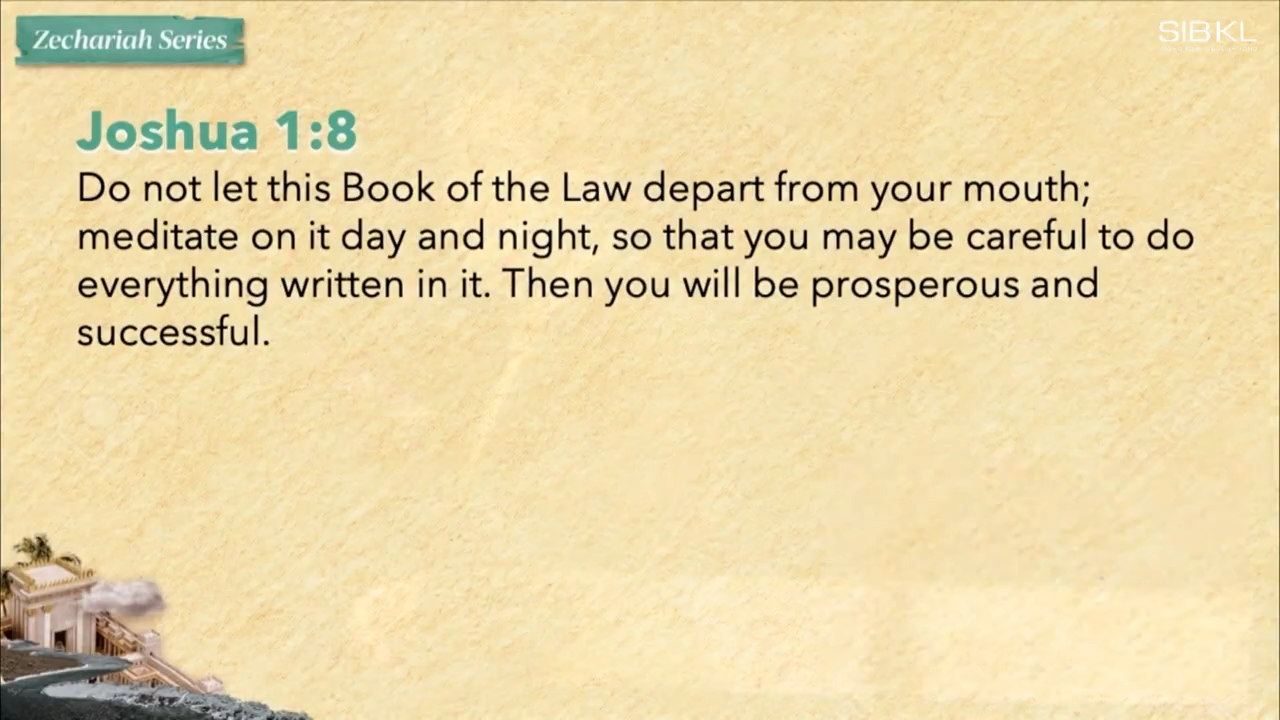 Zechariah Series
SIBKL
Joshua 1:8
Do not let this Book of the Law depart from your mouth;
meditate on it day and night, so that you may be careful to do
everything written in it. Then you will be prosperous and
successful.